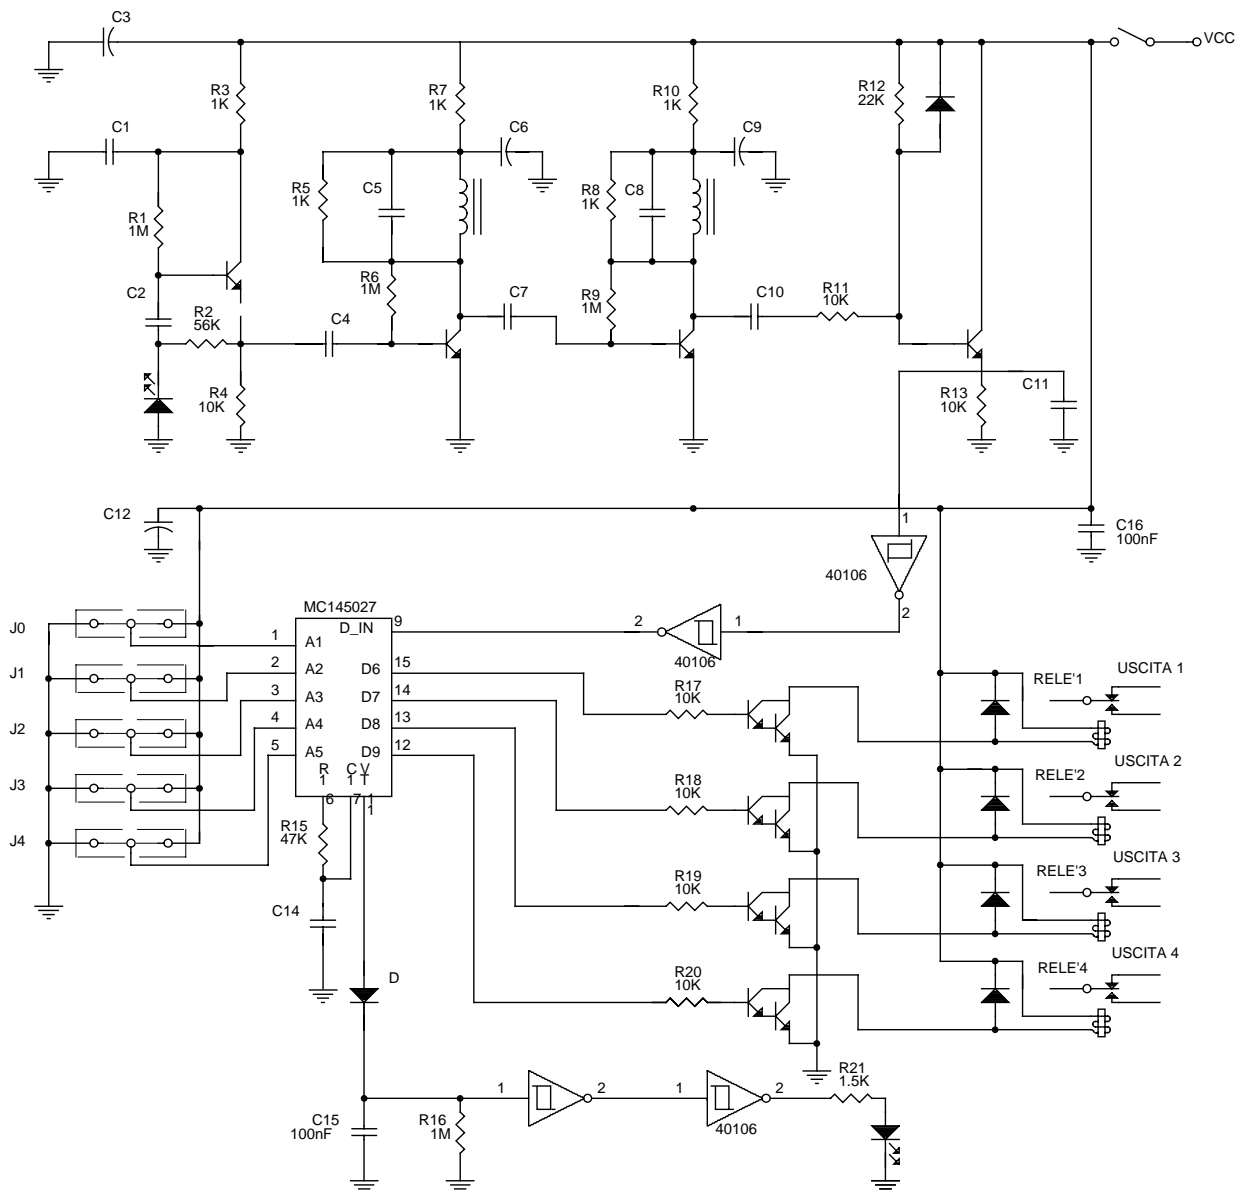 C3
VCC
R3
1K
R7
1K
R10
1K
R12
22K
C1
C6
C9
R1
1M
R5
1K
C5
R8
1K
C8
C2
R2
56K
C4
R6
1M
C7
R9
1M
C10
R11
10K
R4
10K
R13
10K
C11
C12
1
C16
100nF
40106
2
MC145027
J0
J1
J2
J3
J4
1
2
3
4
5
A1
A2
A3
A4
A5
D_IN
D6
D7
D8
D9
R
1
6
C
1
7
V
T
1
1
9
15
14
13
12
2
1
40106
R17
10K
R18
10K
R19
10K
R20
10K
RELE'1
USCITA 1
RELE'2
USCITA 2
RELE'3
USCITA 3
RELE'4
USCITA 4
R15
47K
C14
D
C15
100nF
R16
1M
1
2
1
2
40106
R21
1.5K